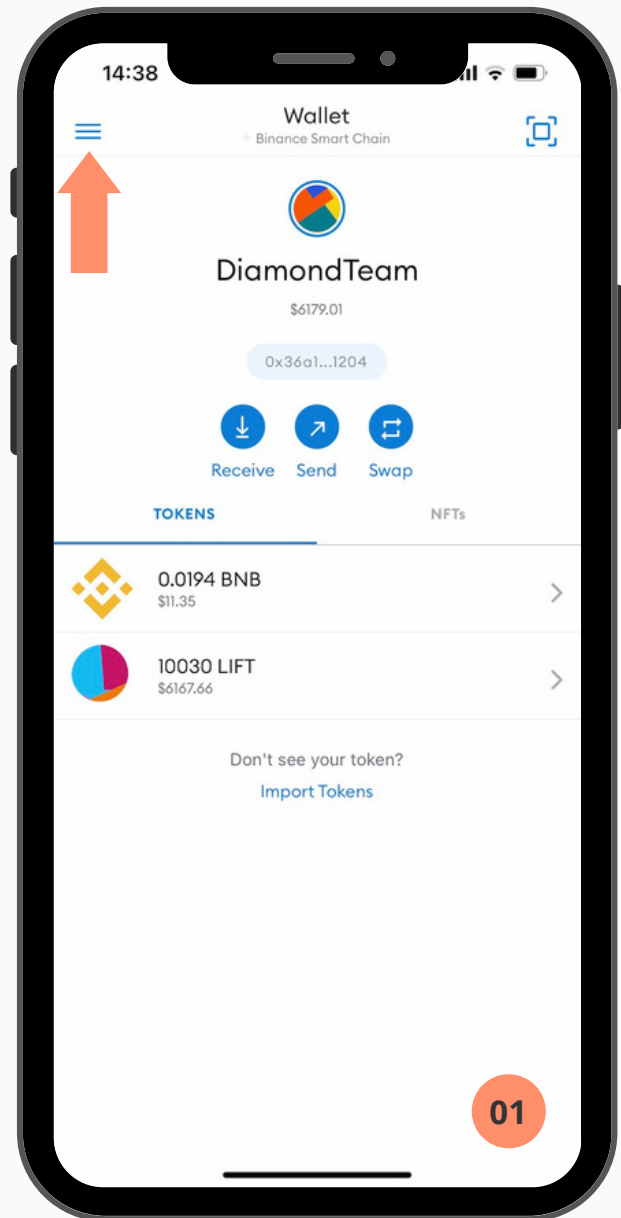 14:38
Wallet
Binance Smart Chain
DiamondTeam
$6179.01
0x36a1...1204
Receive Send Swap
TOKENS NFTs
0.0194 BNB
$11.35
10030 LIFT
$6167.66
Don't see your token?
Import Tokens
01